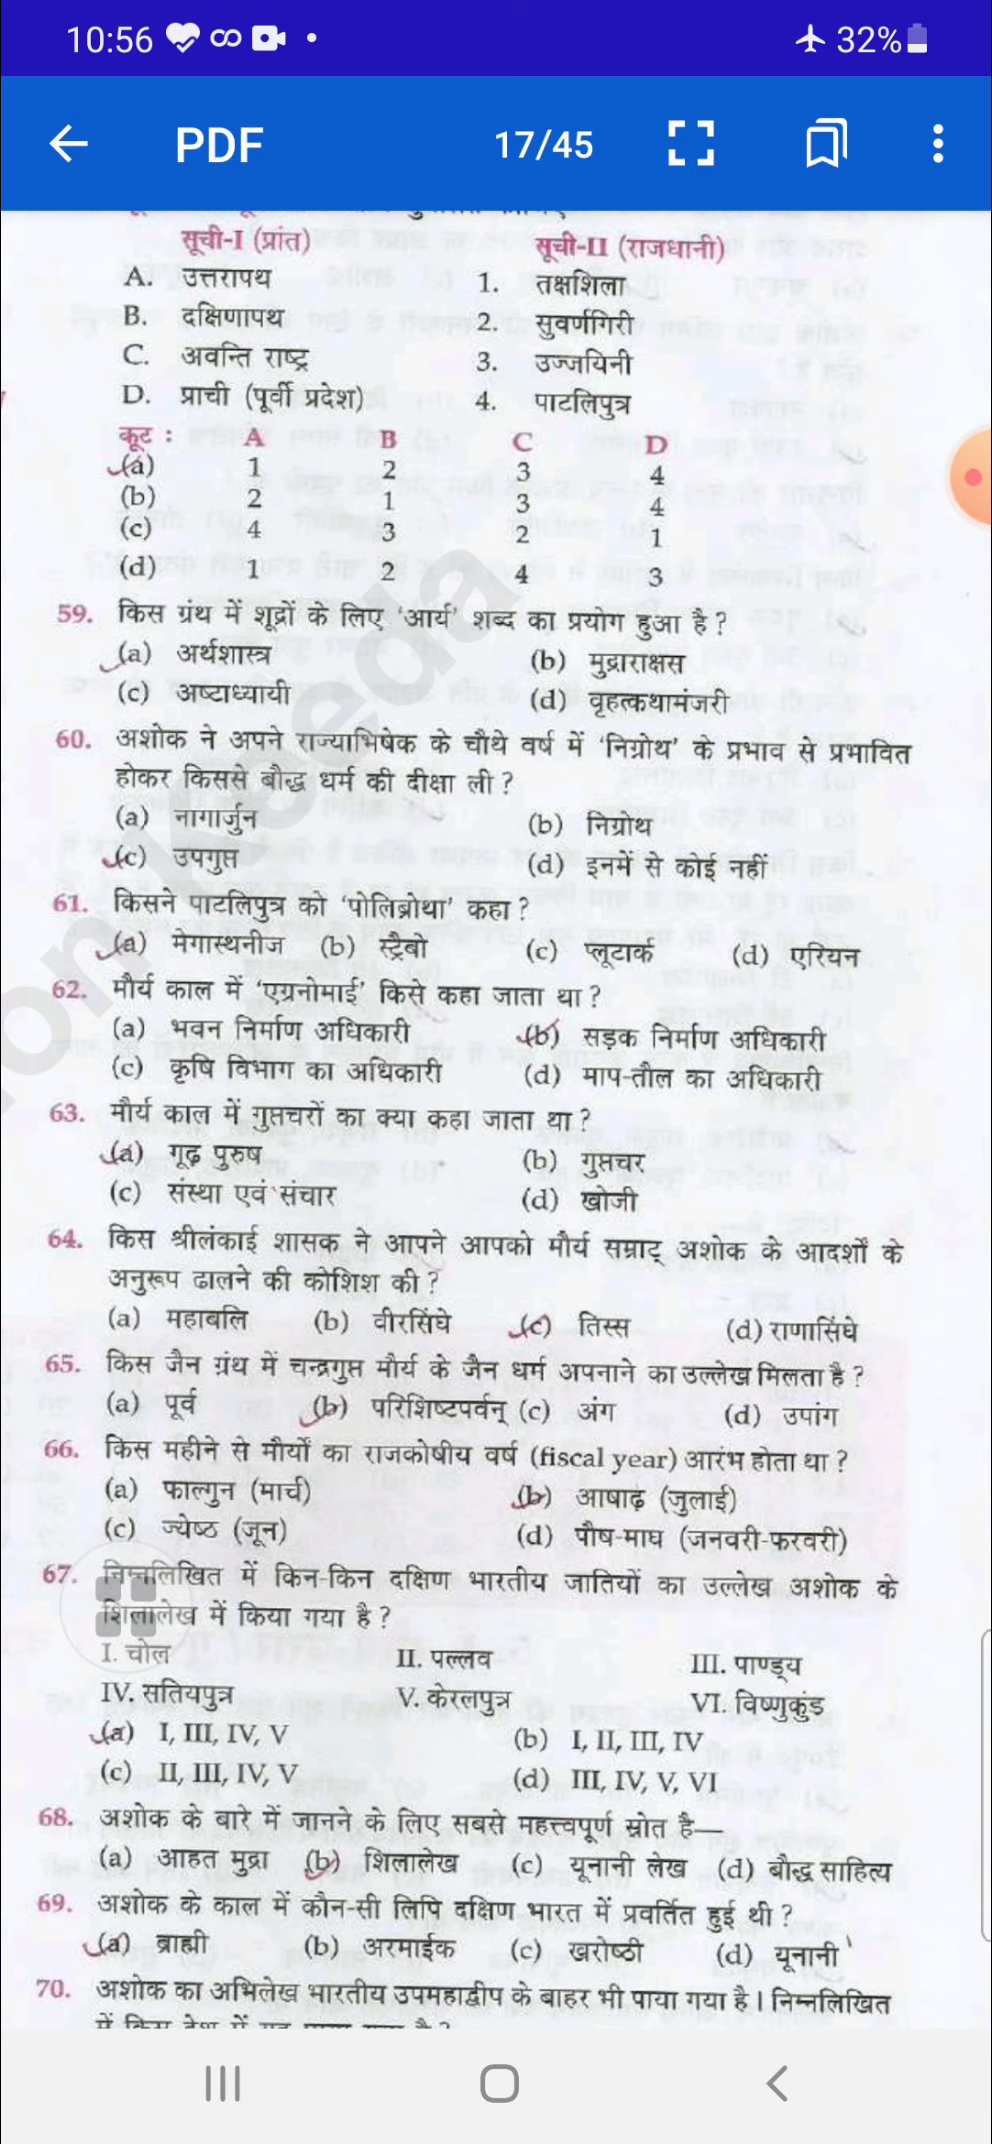 10:56 32%
PDF 17/45
सूची-I (प्रांत) सूची-II (राजधानी)
A. उत्तरापथ 1. तक्षशिला
B. दक्षिणापथ 2. सुवर्णगिरी
C. अवन्ति राष्ट्र 3. उज्जयिनी
D. प्राची (पूर्वी प्रदेश) 4. पाटलिपुत्र
कूट : A B C D
(a) 1 2 3 4
(b) 2 1 3 4
(c) 4 3 2 1
(d) 1 2 4 3
59. किस ग्रंथ में शूद्रों के लिए ‘आर्य’ शब्द का प्रयोग हुआ है ?
(a) अर्थशास्त्र (b) मुद्राराक्षस
(c) अष्टाध्यायी (d) वृहत्कथामंजरी
60. अशोक ने अपने राज्याभिषेक के चौथे वर्ष में ‘निग्रोथ’ के प्रभाव से प्रभावित
होकर किससे बौद्ध धर्म की दीक्षा ली ?
(a) नागार्जुन (b) निग्रोथ
(c) उपगुप्त (d) इनमें से कोई नहीं
61. किसने पाटलिपुत्र को ‘पोलिब्रोथा’ कहा ?
(a) मेगास्थनीज (b) स्ट्रैबो (c) प्लूटार्क (d) एरियन
62. मौर्य काल में ‘एग्रनोमाई’ किसे कहा जाता था ?
(a) भवन निर्माण अधिकारी (b) सड़क निर्माण अधिकारी
(c) कृषि विभाग का अधिकारी (d) माप-तौल का अधिकारी
63. मौर्य काल में गुप्तचरों का क्या कहा जाता था ?
(a) गूढ़ पुरुष (b) गुप्तचर
(c) संस्था एवं संचार (d) खोजी
64. किस श्रीलंकाई शासक ने आपने आपको मौर्य सम्राट् अशोक के आदर्शों के
अनुरूप ढालने की कोशिश की ?
(a) महाबलि (b) वीरसिंघे (c) तिस्स (d) राणासिंघे
65. किस जैन ग्रंथ में चन्द्रगुप्त मौर्य के जैन धर्म अपनाने का उल्लेख मिलता है ?
(a) पूर्व (b) परिशिष्टपर्वन् (c) अंग (d) उपांग
66. किस महीने से मौर्यों का राजकोषीय वर्ष (fiscal year) आरंभ होता था ?
(a) फाल्गुन (मार्च) (b) आषाढ़ (जुलाई)
(c) ज्येष्ठ (जून) (d) पौष-माघ (जनवरी-फरवरी)
67. निम्नलिखित में किन-किन दक्षिण भारतीय जातियों का उल्लेख अशोक के
शिलालेख में किया गया है ?
I. चोल II. पल्लव III. पाण्ड्य
IV. सतियपुत्र V. केरलपुत्र VI. विष्णुकुंड
(a) I, III, IV, V (b) I, II, III, IV
(c) II, III, IV, V (d) III, IV, V, VI
68. अशोक के बारे में जानने के लिए सबसे महत्त्वपूर्ण स्रोत है—
(a) आहत मुद्रा (b) शिलालेख (c) यूनानी लेख (d) बौद्ध साहित्य
69. अशोक के काल में कौन-सी लिपि दक्षिण भारत में प्रवर्तित हुई थी ?
(a) ब्राह्मी (b) अरमाईक (c) खरोष्ठी (d) यूनानी
70. अशोक का अभिलेख भारतीय उपमहाद्वीप के बाहर भी पाया गया है । निम्नलिखित